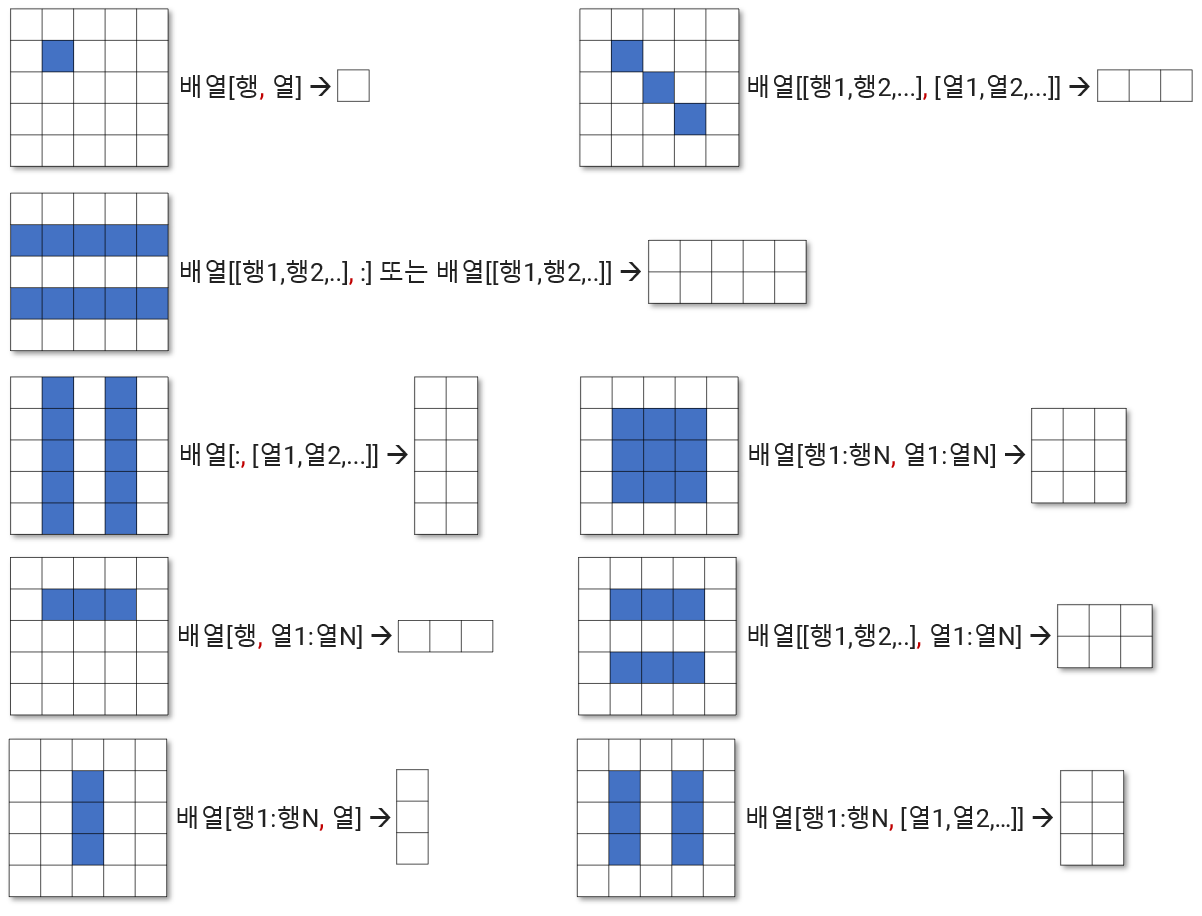 배열[행, 열] →
배열[[행1,행2,...], [열1,열2,...]] →
배열[[행1,행2,..], :] 또는 배열[[행1,행2,..]] →
배열[:, [열1,열2,...]] →
배열[행1:행N, 열1:열N] →
배열[행, 열1:열N] →
배열[[행1,행2,..], 열1:열N] →
배열[행1:행N, 열] →
배열[행1:행N, [열1,열2,...]] →